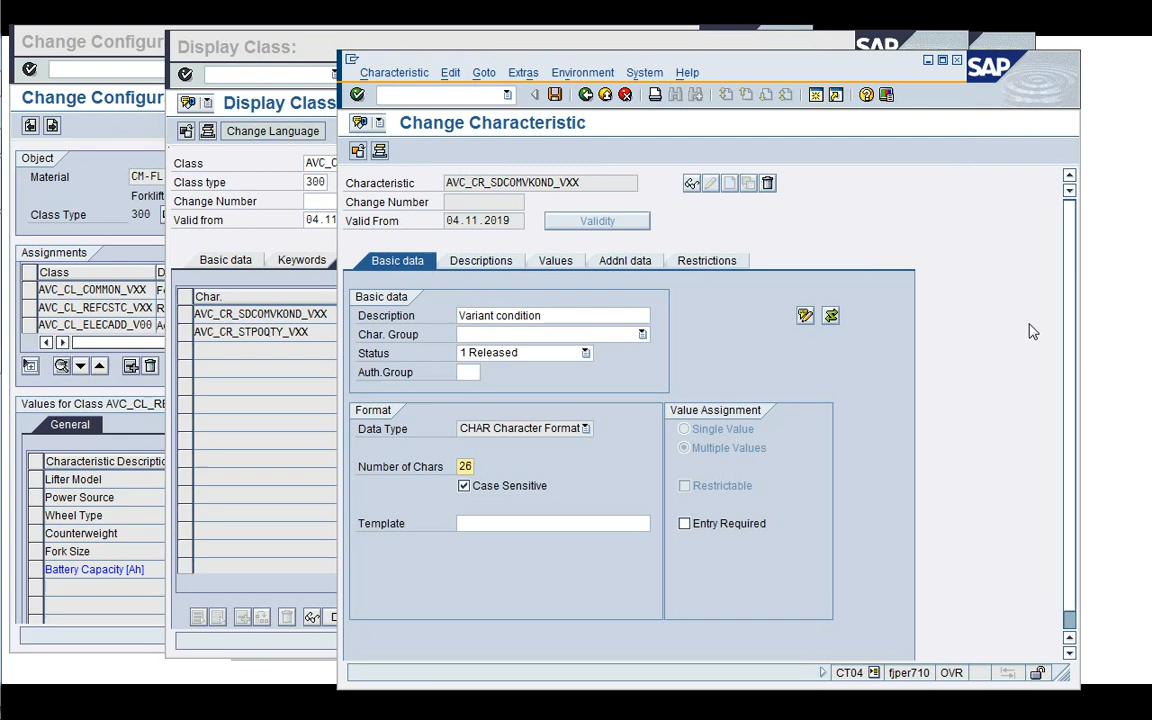 Change Configur
Display Class:
SAP
Characteristic Edit Goto Extras Environment System Help
SAP
Change Configur
Display Class
Change Characteristic
Change Language
Object
Material CM-FL
Forklift
Class Type 300
Class AVC_C
Class type 300
Change Number
Valid from 04.11
Characteristic AVC_CR_SDCOMVKOND_VXX
Change Number
Valid From 04.11.2019 Validity
Assignments
Class D
AVC_CL_COMMON_VXX F
AVC_CL_REFCSTC_VXX R
AVC_CL_ELECADD_V00 A
Basic data Keywords
Char.
AVC_CR_SDCOMVKOND_VXX
AVC_CR_STPOQTY_VXX
Basic data Descriptions Values Addnl data Restrictions
Basic data
Description Variant condition
Char. Group
Status 1 Released
Auth.Group
Format
Data Type CHAR Character Format
Number of Chars 26
Case Sensitive
Template
Value Assignment
Single Value
Multiple Values
Restrictable
Entry Required
Values for Class AVC_CL_RE
General
Characteristic Descriptio
Lifter Model
Power Source
Wheel Type
Counterweight
Fork Size
Battery Capacity [Ah]
CT04 fjper710 OVR